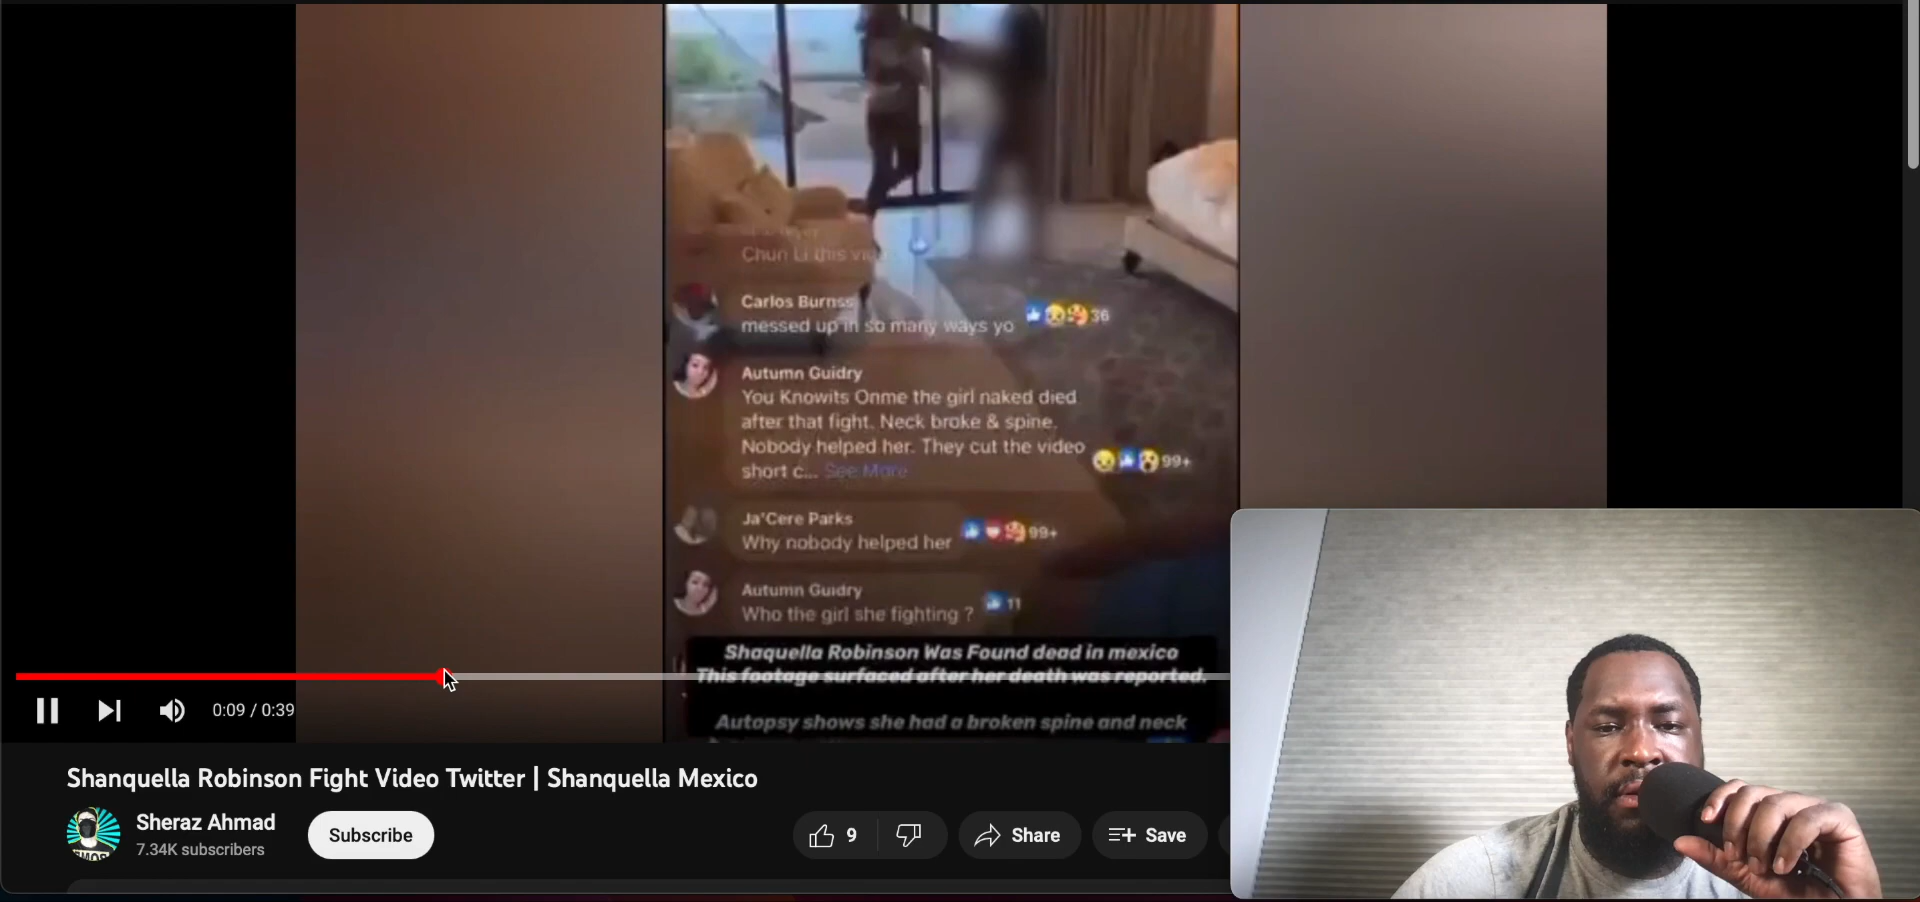 Chun Li this
Carlos Burnss
messed up in so many ways yo
36
Autumn Guidry
You Knowits Onme the girl naked died
after that fight. Neck broke & spine.
Nobody helped her. They cut the video
short c... See More
99+
Ja'Cere Parks
Why nobody helped her
99+
Autumn Guidry
Who the girl she fighting ?
11
Shaquella Robinson Was Found dead in mexico
This footage surfaced after her death was reported.
Autopsy shows she had a broken spine and neck
0:09 / 0:39
Shanquella Robinson Fight Video Twitter | Shanquella Mexico
Sheraz Ahmad
7.34K subscribers
Subscribe
9
Share
Save